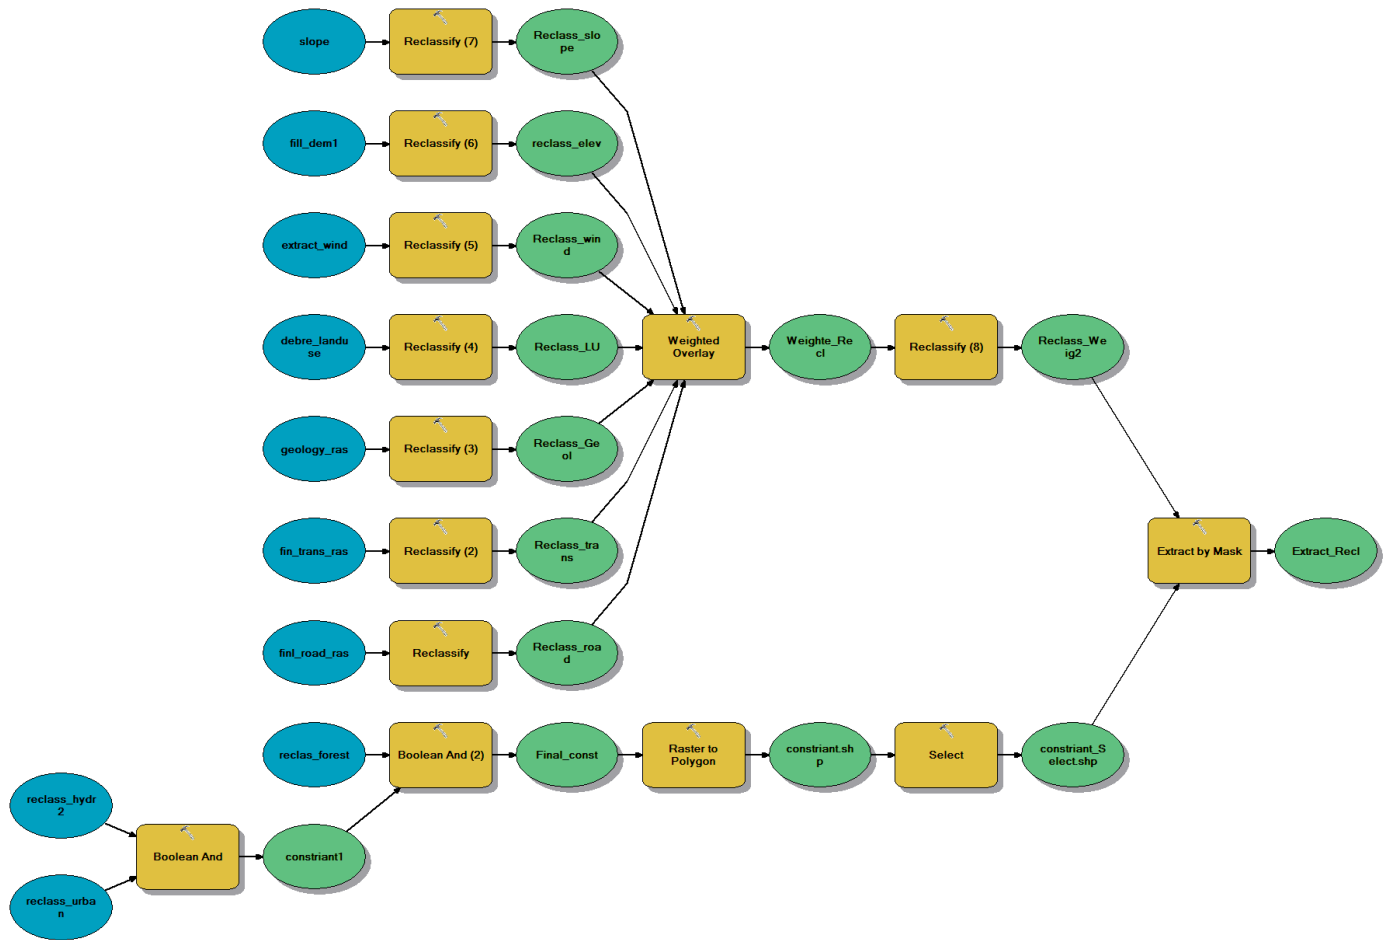 slope
Reclassify (7)
Reclass_slo
pe
fill_dem1
Reclassify (6)
reclass_elev
extract_wind
Reclassify (5)
Reclass_win
d
debre_landu
se
Reclassify (4)
Reclass_LU
Weighted
Overlay
Weighte_Re
cl
Reclassify (8)
Reclass_We
ig2
geology_ras
Reclassify (3)
Reclass_Ge
ol
fin_trans_ras
Reclassify (2)
Reclass_tra
ns
Extract by Mask
Extract_Recl
finl_road_ras
Reclassify
Reclass_roa
d
reclas_forest
Boolean And (2)
Final_const
Raster to
Polygon
constriant.sh
p
Select
constriant_S
elect.shp
reclass_hydr
2
Boolean And
constriant1
reclass_urba
n